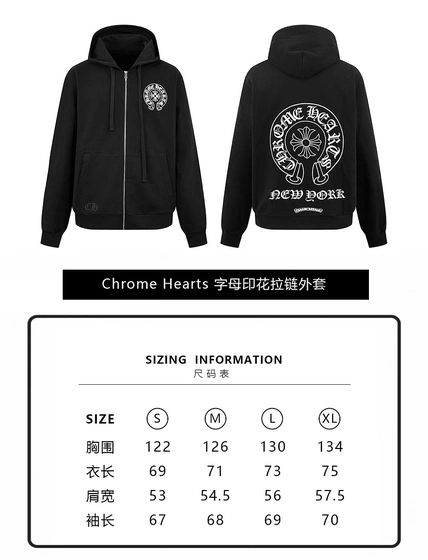 CHROME HEARTS
CHROME HEARTS
NEW YORK
Chrome Hearts 字母印花拉链外套
SIZING INFORMATION
尺码表
SIZE S M L XL
胸围 122 126 130 134
衣长 69 71 73 75
肩宽 53 54.5 56 57.5
袖长 67 68 69 70